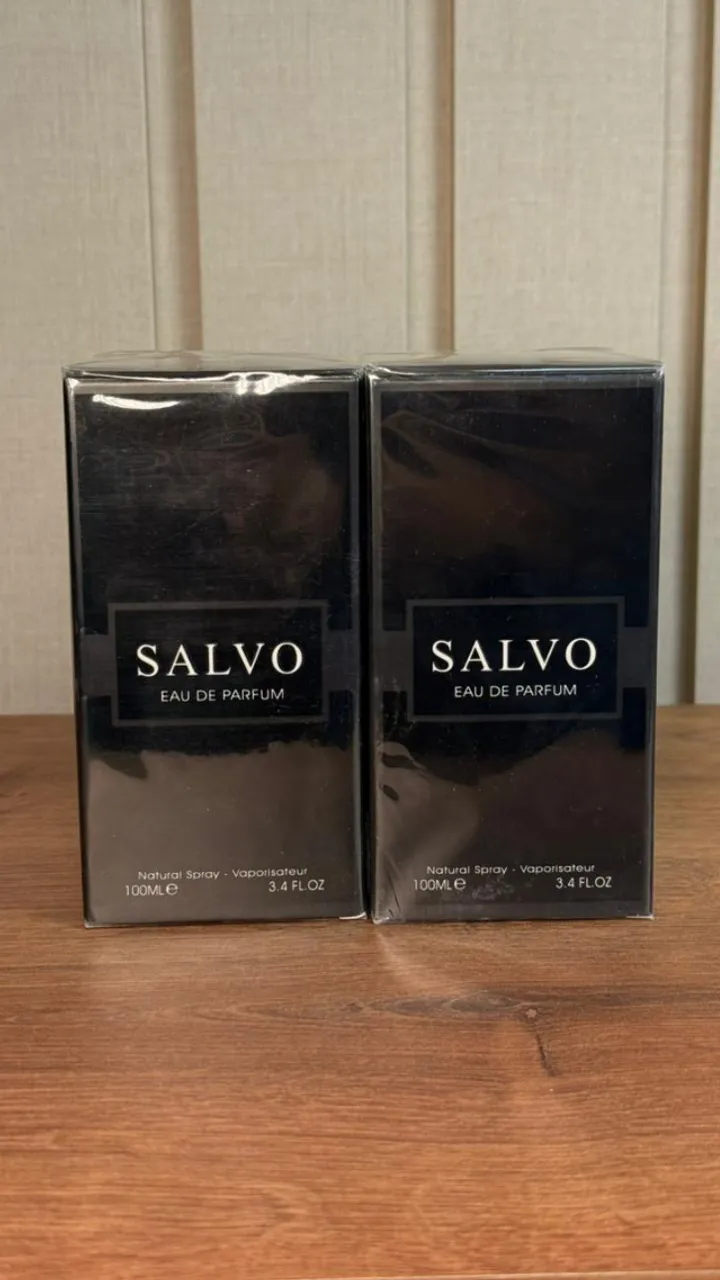 SALVO
EAU DE PARFUM
Natural Spray - Vaporisateur
100ML℮ 3.4 FL.OZ
SALVO
EAU DE PARFUM
Natural Spray - Vaporisateur
100ML℮ 3.4 FL.OZ